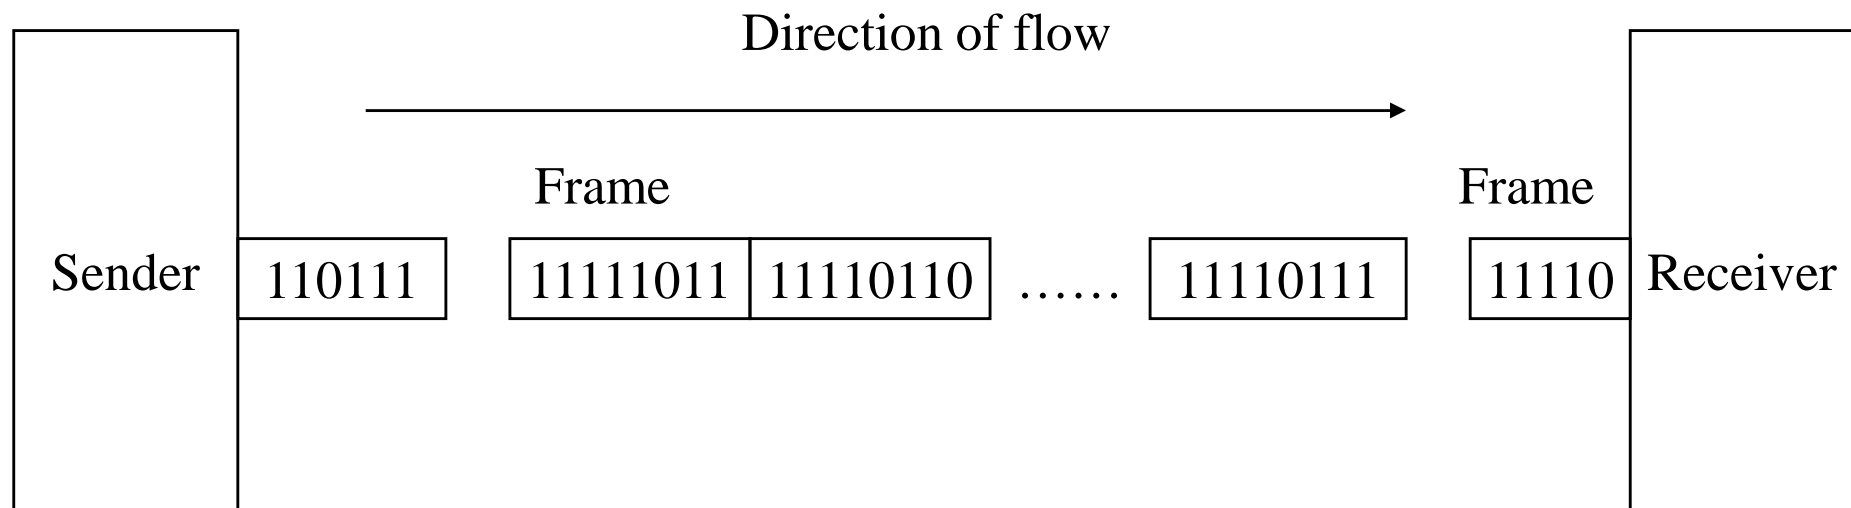 Direction of flow
Frame Frame
Sender 110111 11111011 11110110 ...... 11110111 11110 Receiver